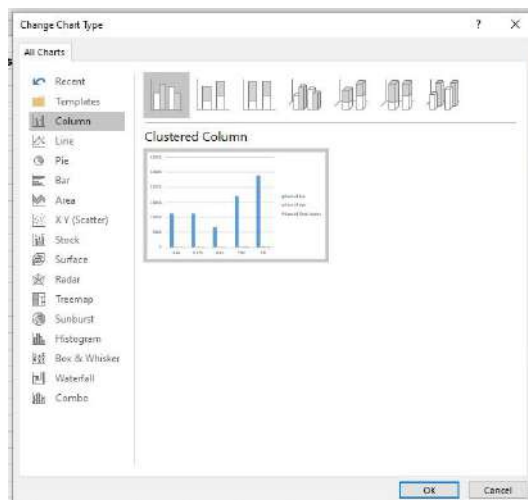 Change Chart Type
? X
All Charts
Recent
Templates
Column
Line
Pie
Bar
Area
X Y (Scatter)
Stock
Surface
Radar
Treemap
Sunburst
Histogram
Box & Whisker
Waterfall
Combo
Clustered Column
OK
Cancel